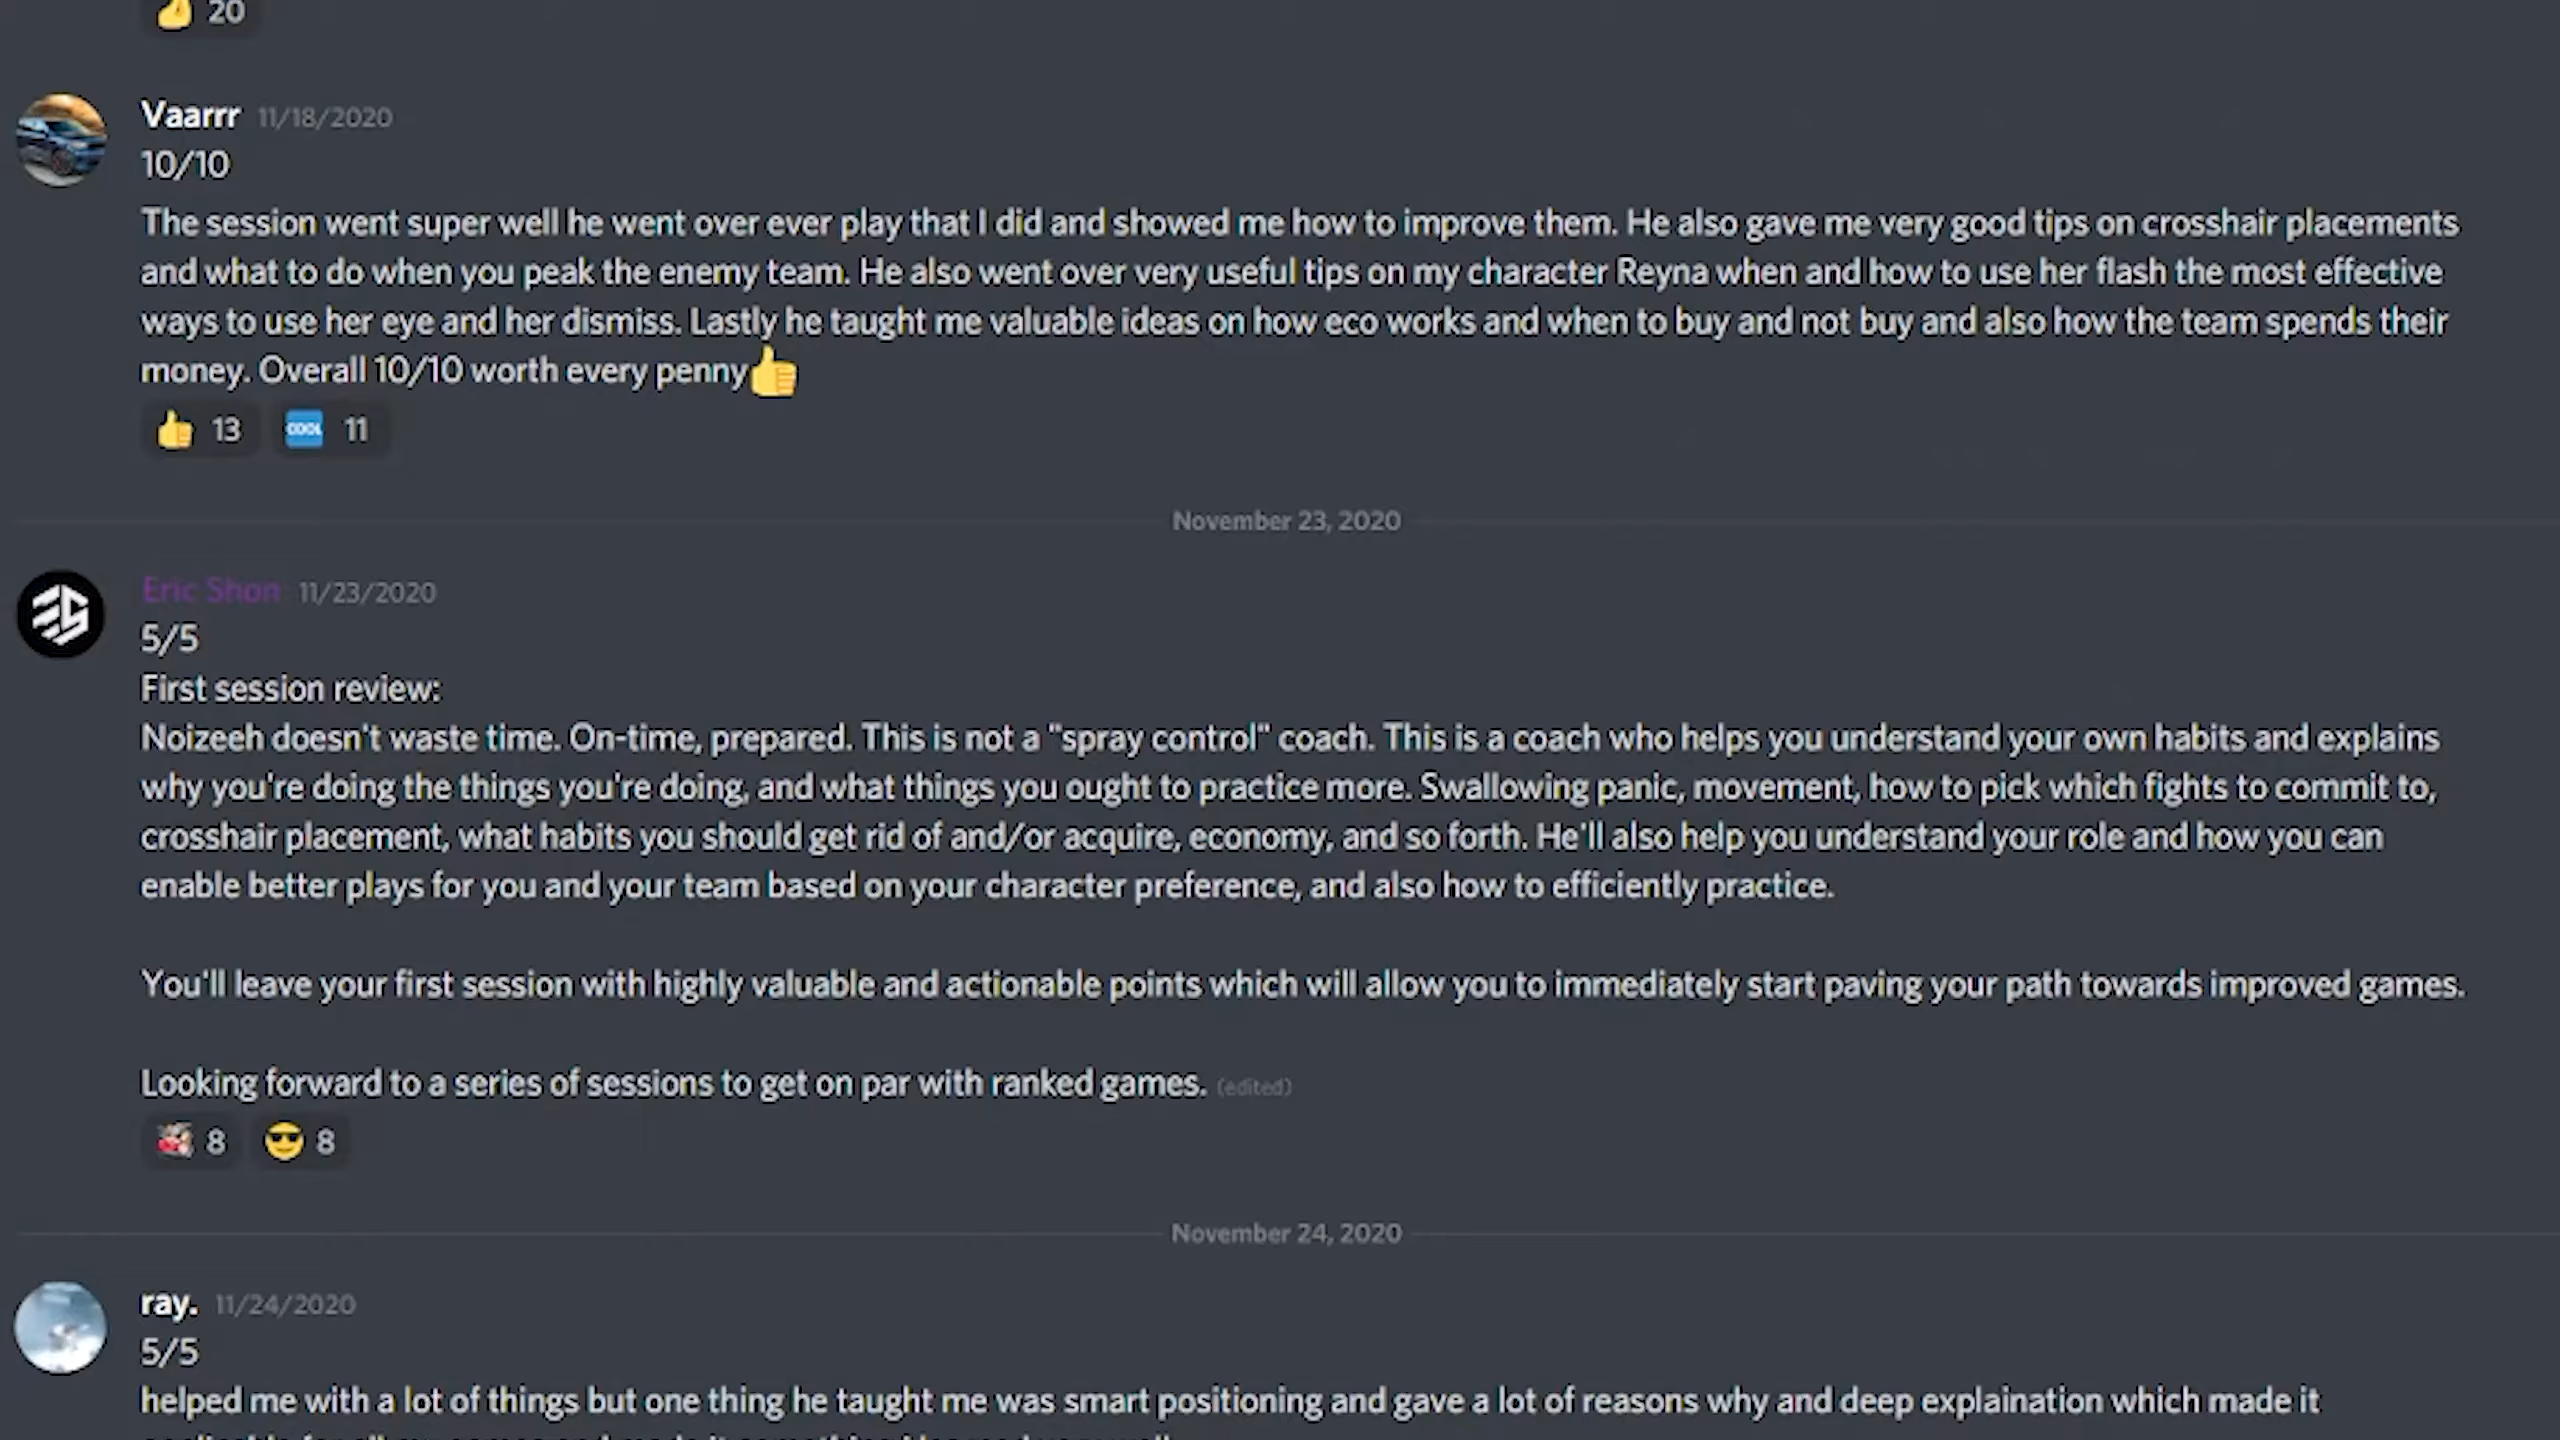 20
Vaarrr 11/18/2020
10/10
The session went super well he went over ever play that I did and showed me how to improve them. He also gave me very good tips on crosshair placements
and what to do when you peak the enemy team. He also went over very useful tips on my character Reyna when and how to use her flash the most effective
ways to use her eye and her dismiss. Lastly he taught me valuable ideas on how eco works and when to buy and not buy and also how the team spends their
money. Overall 10/10 worth every penny👍
👍 13 COOL 11
November 23, 2020
Eric Shon 11/23/2020
5/5
First session review:
Noizeeh doesn't waste time. On-time, prepared. This is not a "spray control" coach. This is a coach who helps you understand your own habits and explains
why you're doing the things you're doing, and what things you ought to practice more. Swallowing panic, movement, how to pick which fights to commit to,
crosshair placement, what habits you should get rid of and/or acquire, economy, and so forth. He'll also help you understand your role and how you can
enable better plays for you and your team based on your character preference, and also how to efficiently practice.
You'll leave your first session with highly valuable and actionable points which will allow you to immediately start paving your path towards improved games.
Looking forward to a series of sessions to get on par with ranked games. (edited)
8 😎 8
November 24, 2020
ray. 11/24/2020
5/5
helped me with a lot of things but one thing he taught me was smart positioning and gave a lot of reasons why and deep explaination which made it